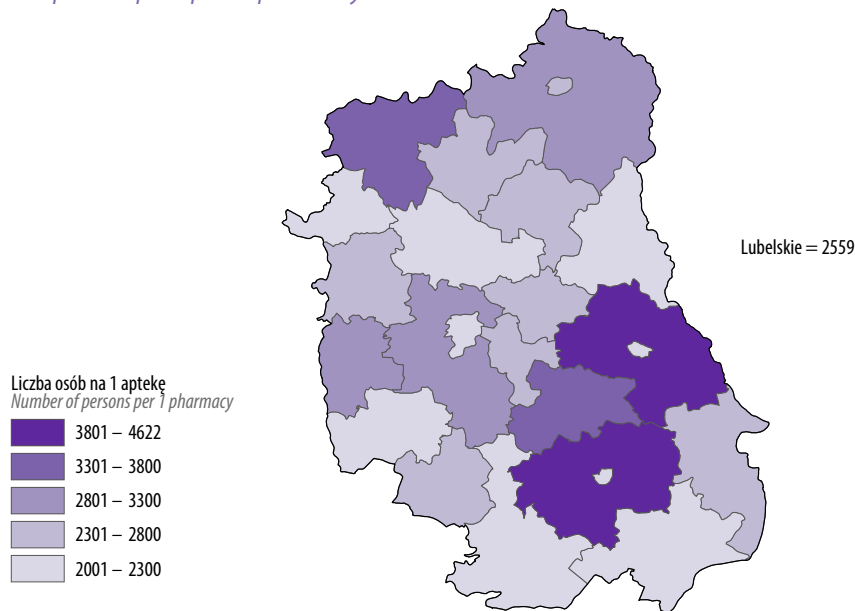 Lubelskie = 2559
Liczba osób na 1 aptekę
Number of persons per 1 pharmacy
3801 – 4622
3301 – 3800
2801 – 3300
2301 – 2800
2001 – 2300